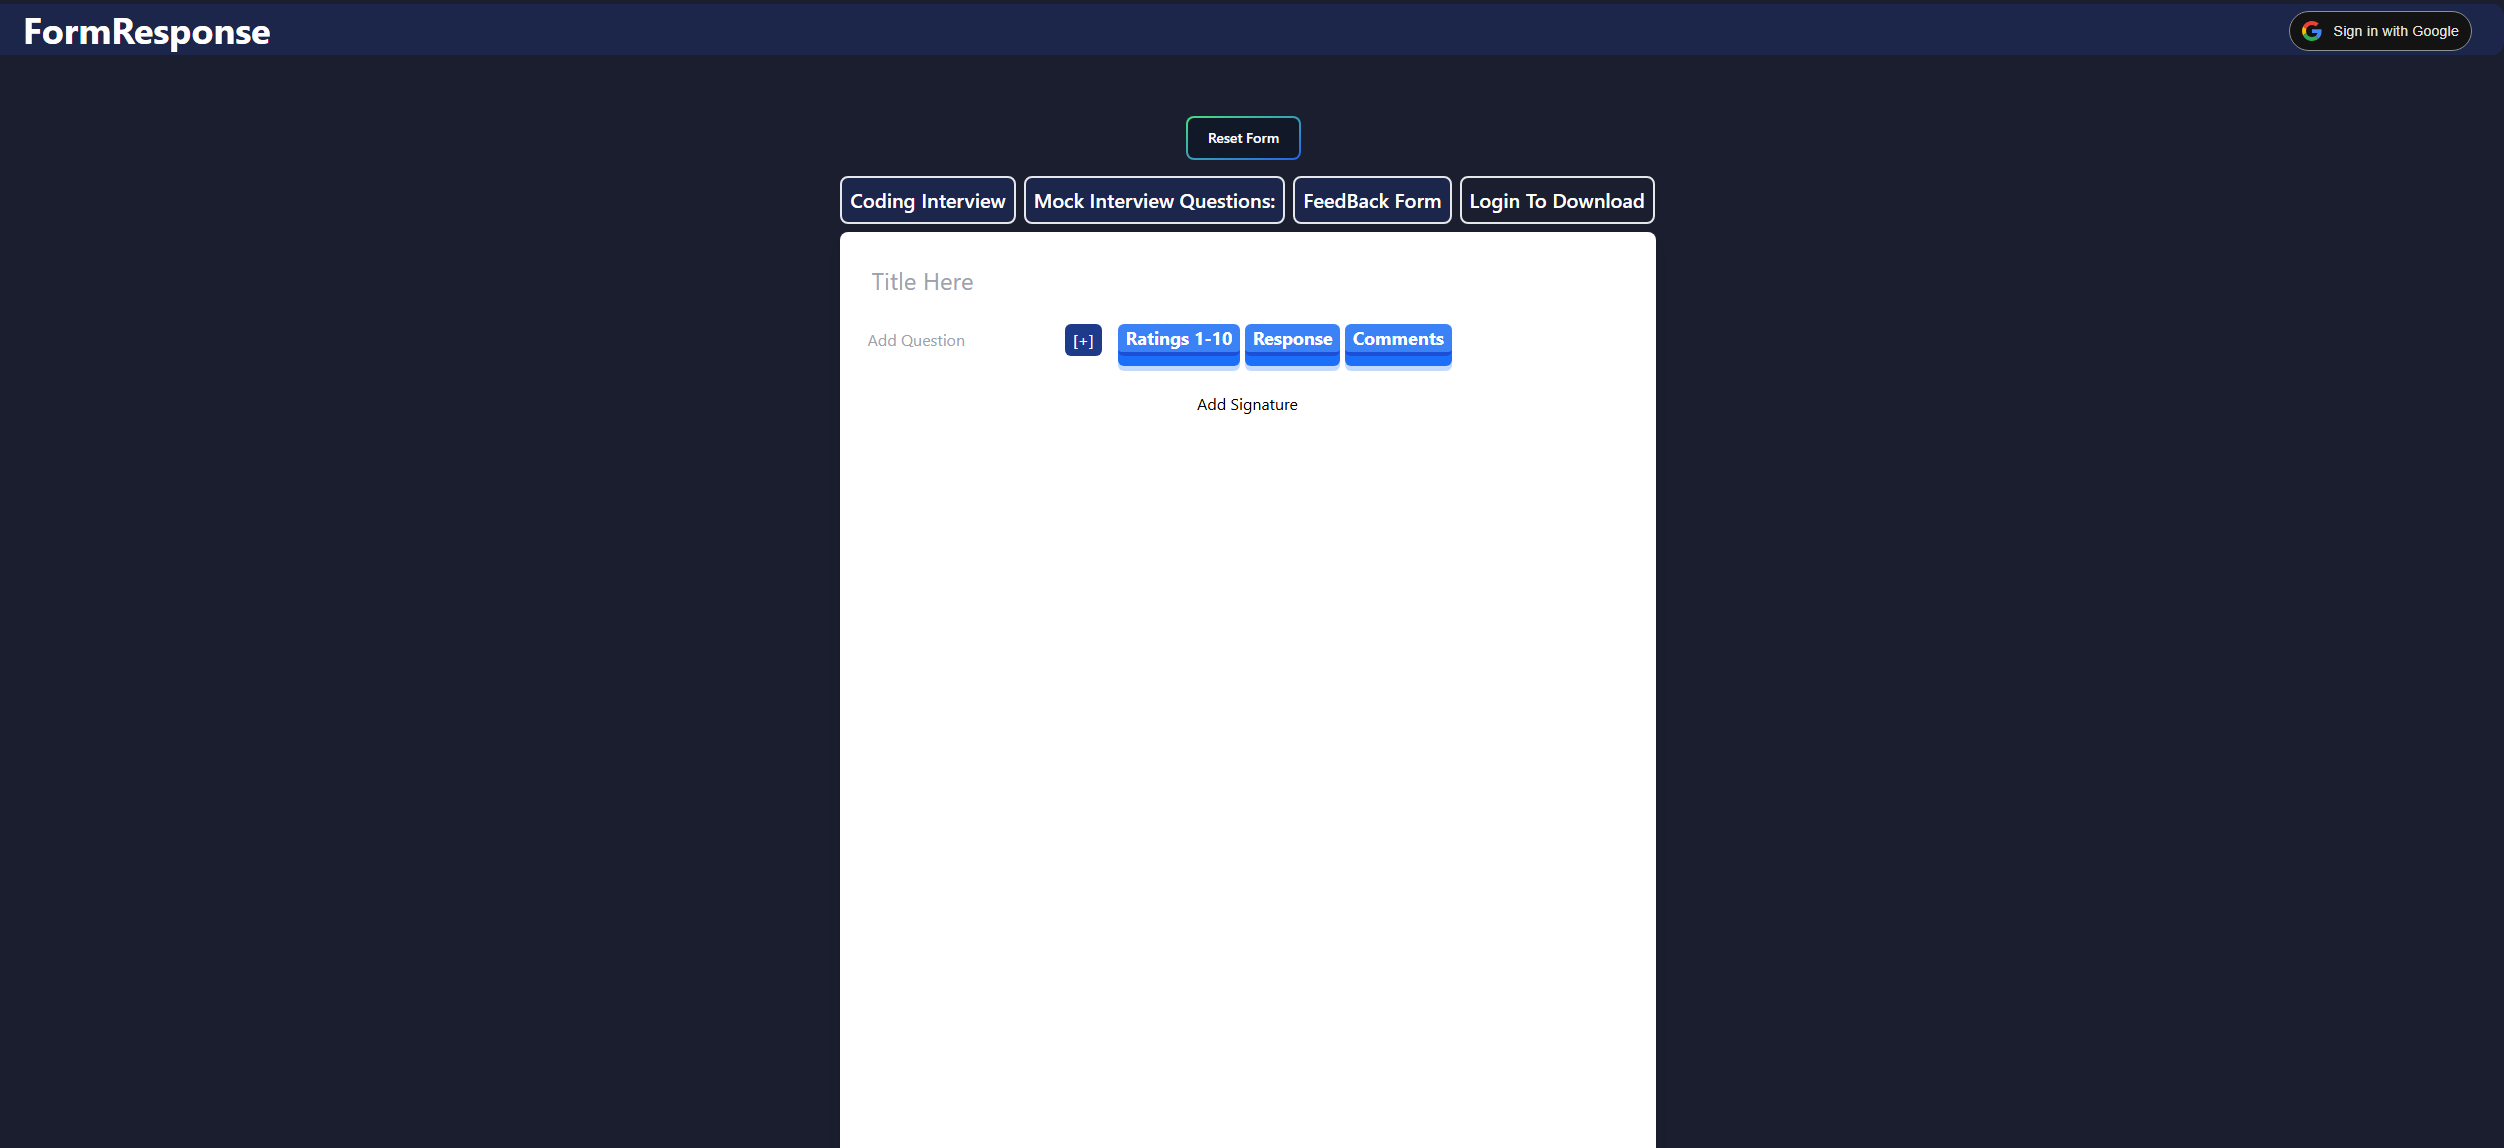 FormResponse
Sign in with Google
Reset Form
Coding Interview
Mock Interview Questions:
FeedBack Form
Login To Download
Title Here
Add Question
[+]
Ratings 1-10
Response
Comments
Add Signature